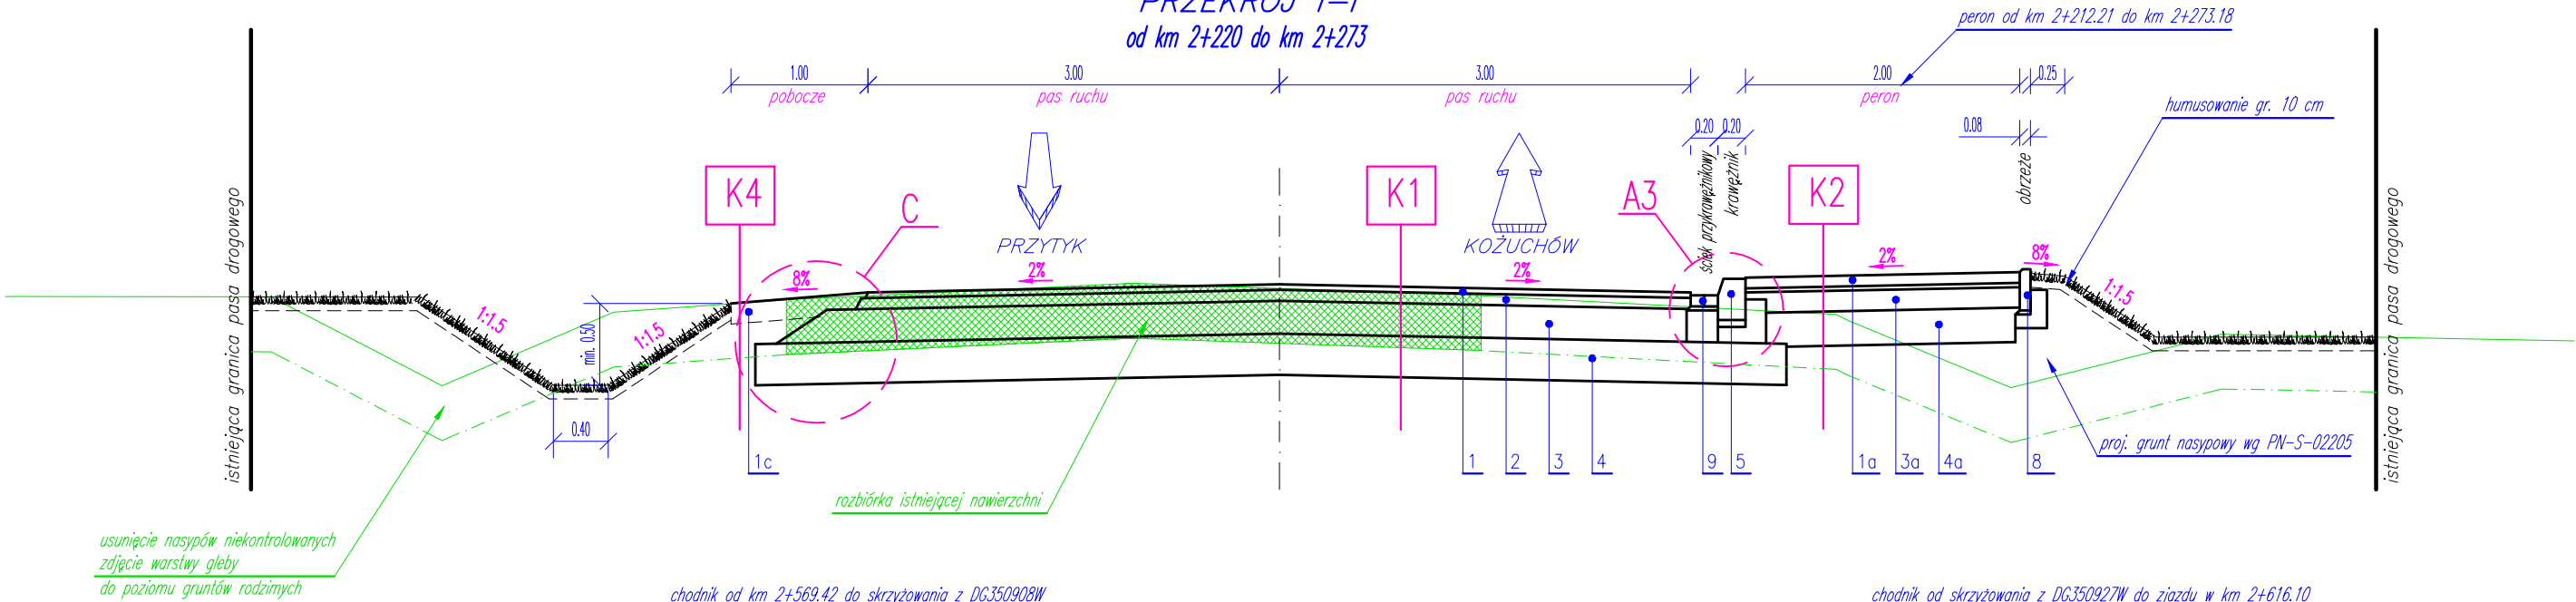 PRZEKRÓJ 1-1
od km 2+220 do km 2+273
peron od km 2+212.21 do km 2+273.18
1.00
3.00
3.00
2.00
0.25
pobocze
pas ruchu
pas ruchu
peron
humusowanie gr. 10 cm
0.20
0.20
0.08
ściek przykrawężnikowy
krawężnik
obrzeże
K4
C
K1
A3
K2
PRZYTYK
KOŻUCHÓW
istniejąca granica pasa drogowego
8%
2%
2%
2%
8%
1:1.5
1:1.5
1:1.5
min. 0.50
0.40
istniejąca granica pasa drogowego
proj. grunt nasypowy wg PN-S-02205
1c
1
2
3
4
9
5
1a
3a
4a
8
rozbiórka istniejącej nawierzchni
usunięcie nasypów niekontrolowanych
zdjęcie warstwy gleby
do poziomu gruntów rodzimych
chodnik od km 2+569.42 do skrzyżowania z DG350908W
chodnik od skrzyżowania z DG350927W do zjazdu w km 2+616.10